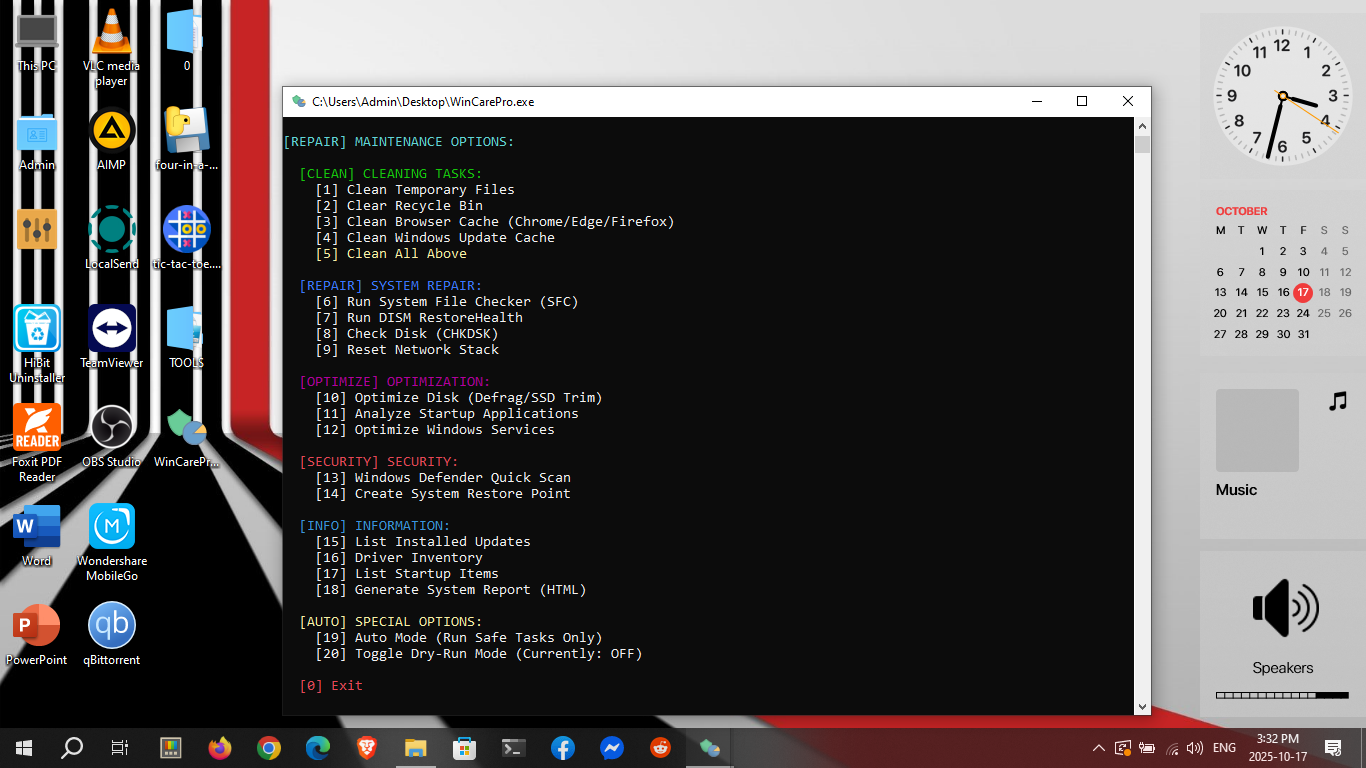 This PC
VLC media
player
0
Admin
AIMP
four-in-a-...
LocalSend
tic-tac-toe....
HiBit
Uninstaller
TeamViewer
TOOLS
READER
Foxit PDF
Reader
OBS Studio
WinCarePr...
W
Word
M
Wondershare
MobileGo
P
PowerPoint
qb
qBittorrent
C:\Users\Admin\Desktop\WinCarePro.exe
[REPAIR] MAINTENANCE OPTIONS:
[CLEAN] CLEANING TASKS:
[1] Clean Temporary Files
[2] Clear Recycle Bin
[3] Clean Browser Cache (Chrome/Edge/Firefox)
[4] Clean Windows Update Cache
[5] Clean All Above
[REPAIR] SYSTEM REPAIR:
[6] Run System File Checker (SFC)
[7] Run DISM RestoreHealth
[8] Check Disk (CHKDSK)
[9] Reset Network Stack
[OPTIMIZE] OPTIMIZATION:
[10] Optimize Disk (Defrag/SSD Trim)
[11] Analyze Startup Applications
[12] Optimize Windows Services
[SECURITY] SECURITY:
[13] Windows Defender Quick Scan
[14] Create System Restore Point
[INFO] INFORMATION:
[15] List Installed Updates
[16] Driver Inventory
[17] List Startup Items
[18] Generate System Report (HTML)
[AUTO] SPECIAL OPTIONS:
[19] Auto Mode (Run Safe Tasks Only)
[20] Toggle Dry-Run Mode (Currently: OFF)
[0] Exit
12
1
2
3
4
5
6
7
8
9
10
11
OCTOBER
M T W T F S S
1 2 3 4 5
6 7 8 9 10 11 12
13 14 15 16 17 18 19
20 21 22 23 24 25 26
27 28 29 30 31
Music
Speakers
ENG
3:32 PM
2025-10-17